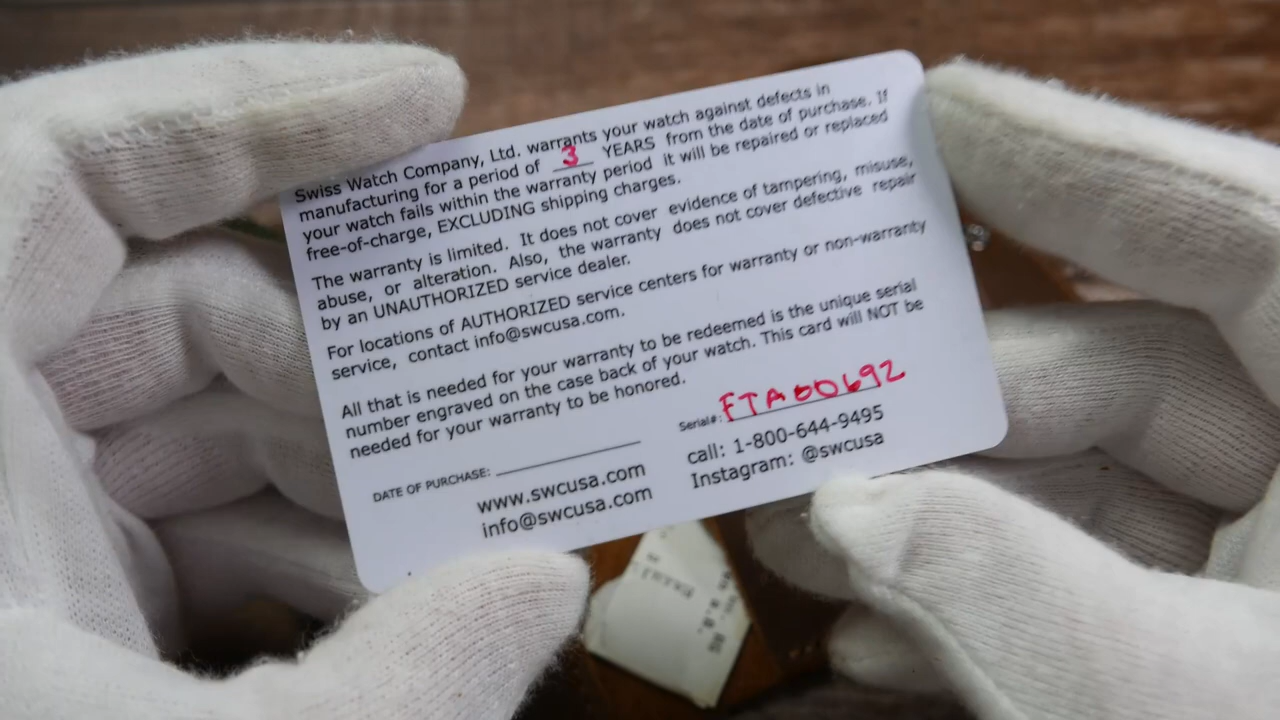 Swiss Watch Company, Ltd. warrants your watch against defects in
manufacturing for a period of 3 YEARS from the date of purchase. If
your watch fails within the warranty period it will be repaired or replaced
free-of-charge, EXCLUDING shipping charges.
The warranty is limited. It does not cover evidence of tampering, misuse,
abuse, or alteration. Also, the warranty does not cover defective repair
by an UNAUTHORIZED service dealer.
For locations of AUTHORIZED service centers for warranty or non-warranty
service, contact info@swcusa.com.
All that is needed for your warranty to be redeemed is the unique serial
number engraved on the case back of your watch. This card will NOT be
needed for your warranty to be honored.
Serial#: FTA00692
DATE OF PURCHASE:
www.swcusa.com
info@swcusa.com
call: 1-800-644-9495
Instagram: @swcusa